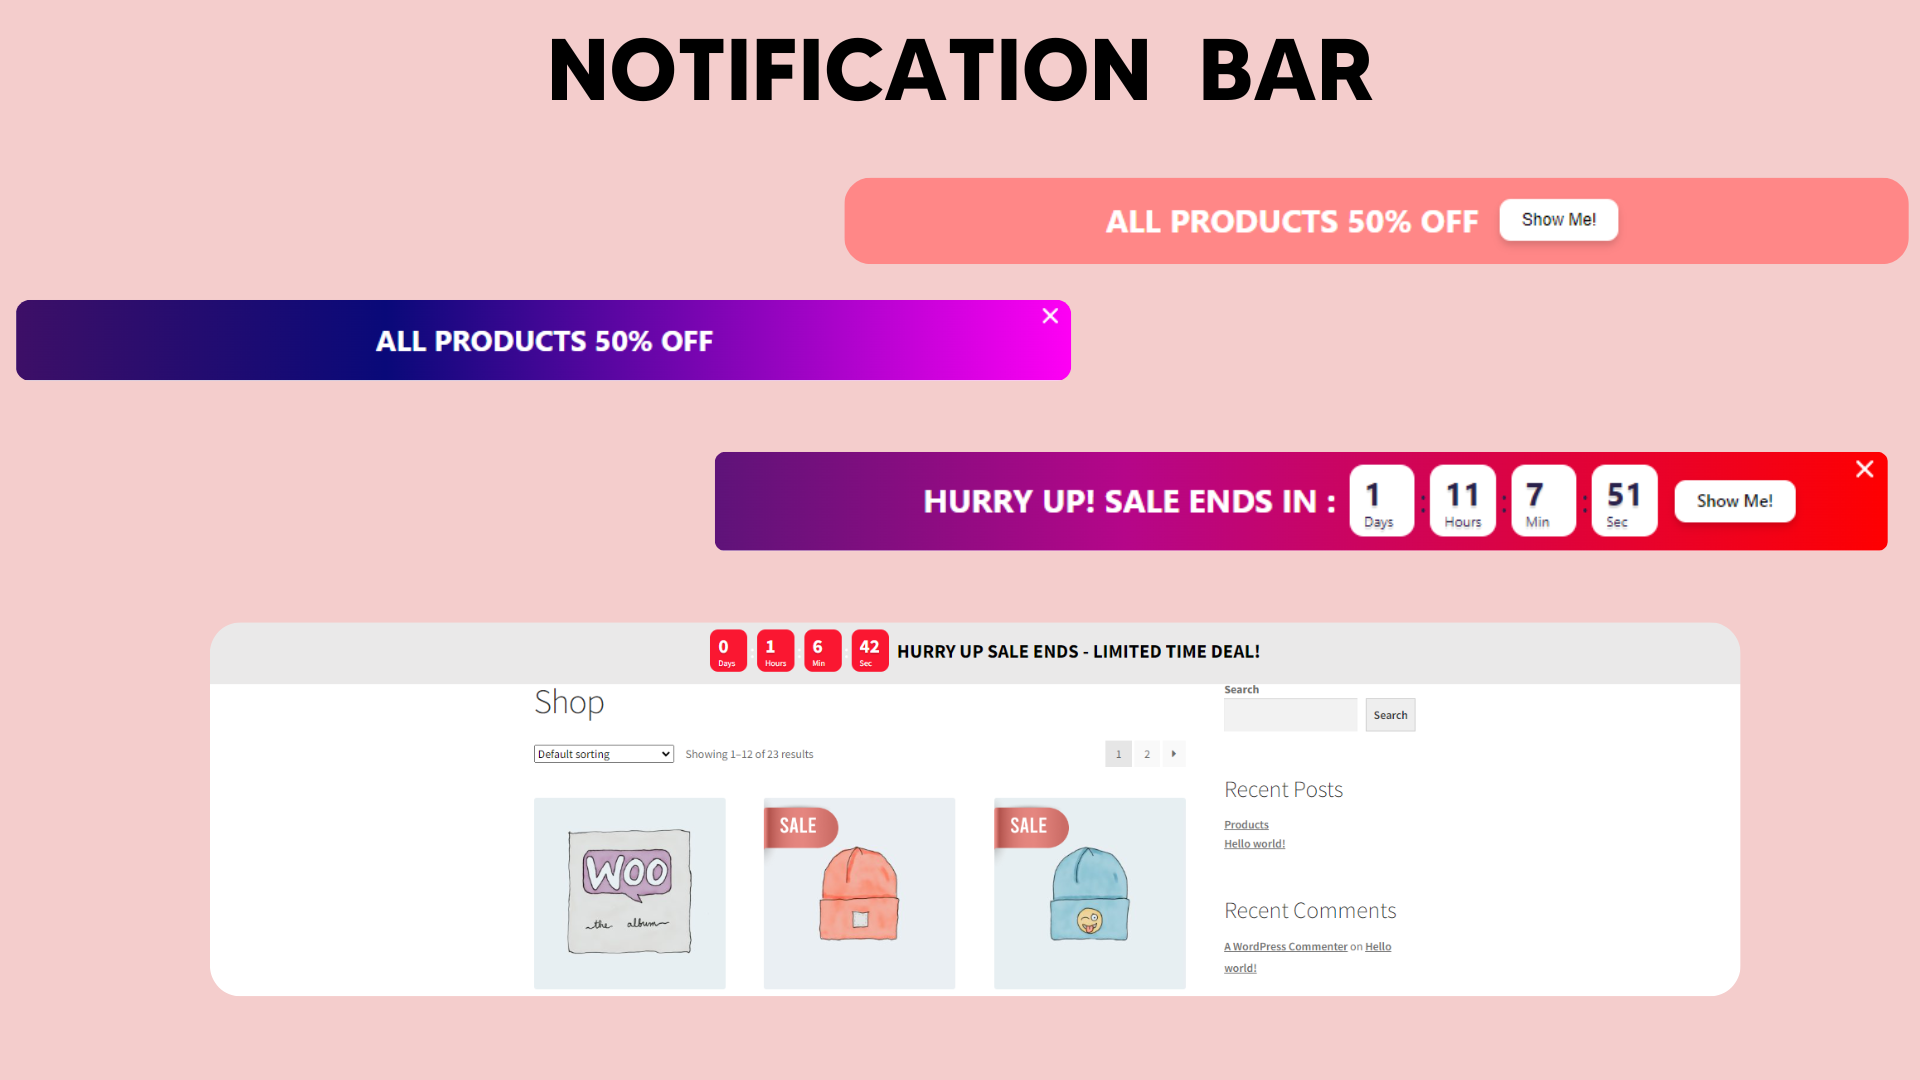 NOTIFICATION BAR
ALL PRODUCTS 50% OFF Show Me!
ALL PRODUCTS 50% OFF
HURRY UP! SALE ENDS IN : 1 Days : 11 Hours : 7 Min : 51 Sec Show Me!
0 Days : 1 Hours : 6 Min : 42 Sec HURRY UP SALE ENDS - LIMITED TIME DEAL!
Shop
Default sorting Showing 1–12 of 23 results 1 2
WOO
the album
SALE
SALE
Search
Search
Recent Posts
Products
Hello world!
Recent Comments
A WordPress Commenter on Hello
world!